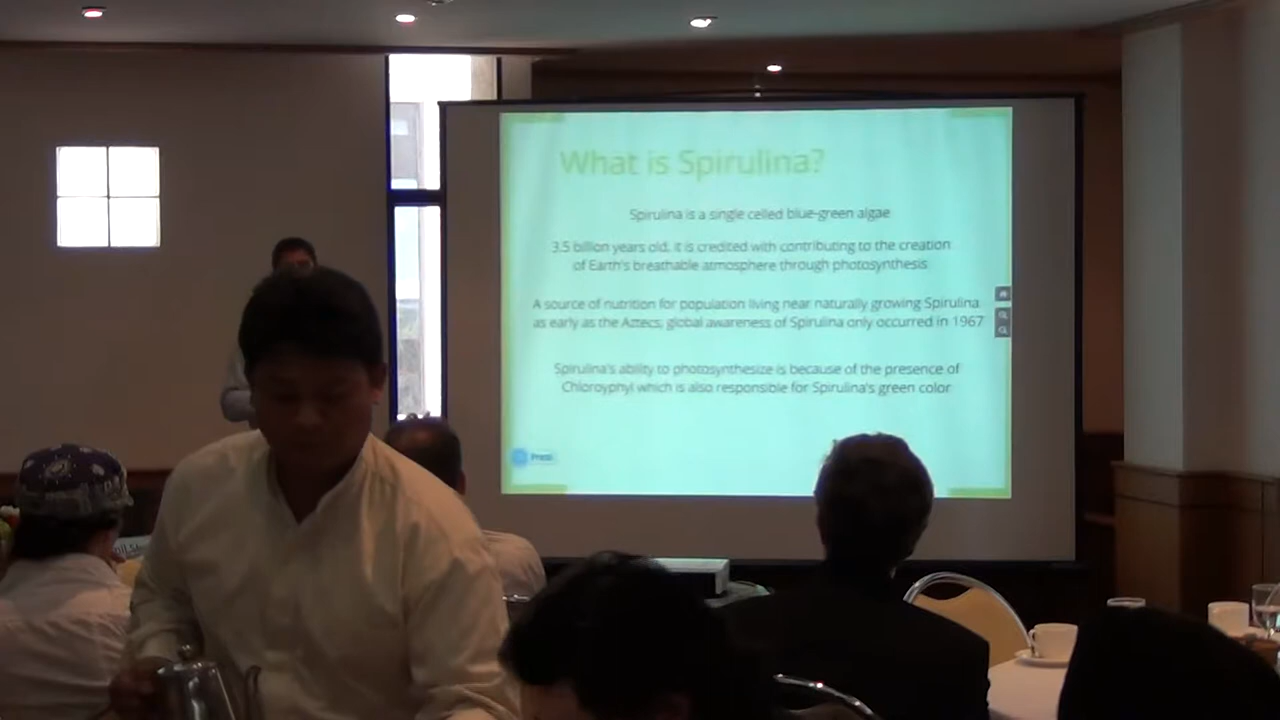 What is Spirulina?
Spirulina is a single celled blue-green algae
3.5 billion years old, it is credited with contributing to the creation
of Earth's breathable atmosphere through photosynthesis
A source of nutrition for population living near naturally growing Spirulina
as early as the Aztecs; global awareness of Spirulina only occurred in 1967
Spirulina's ability to photosynthesize is because of the presence of
Chloroyphyl which is also responsible for Spirulina's green color
Prezi